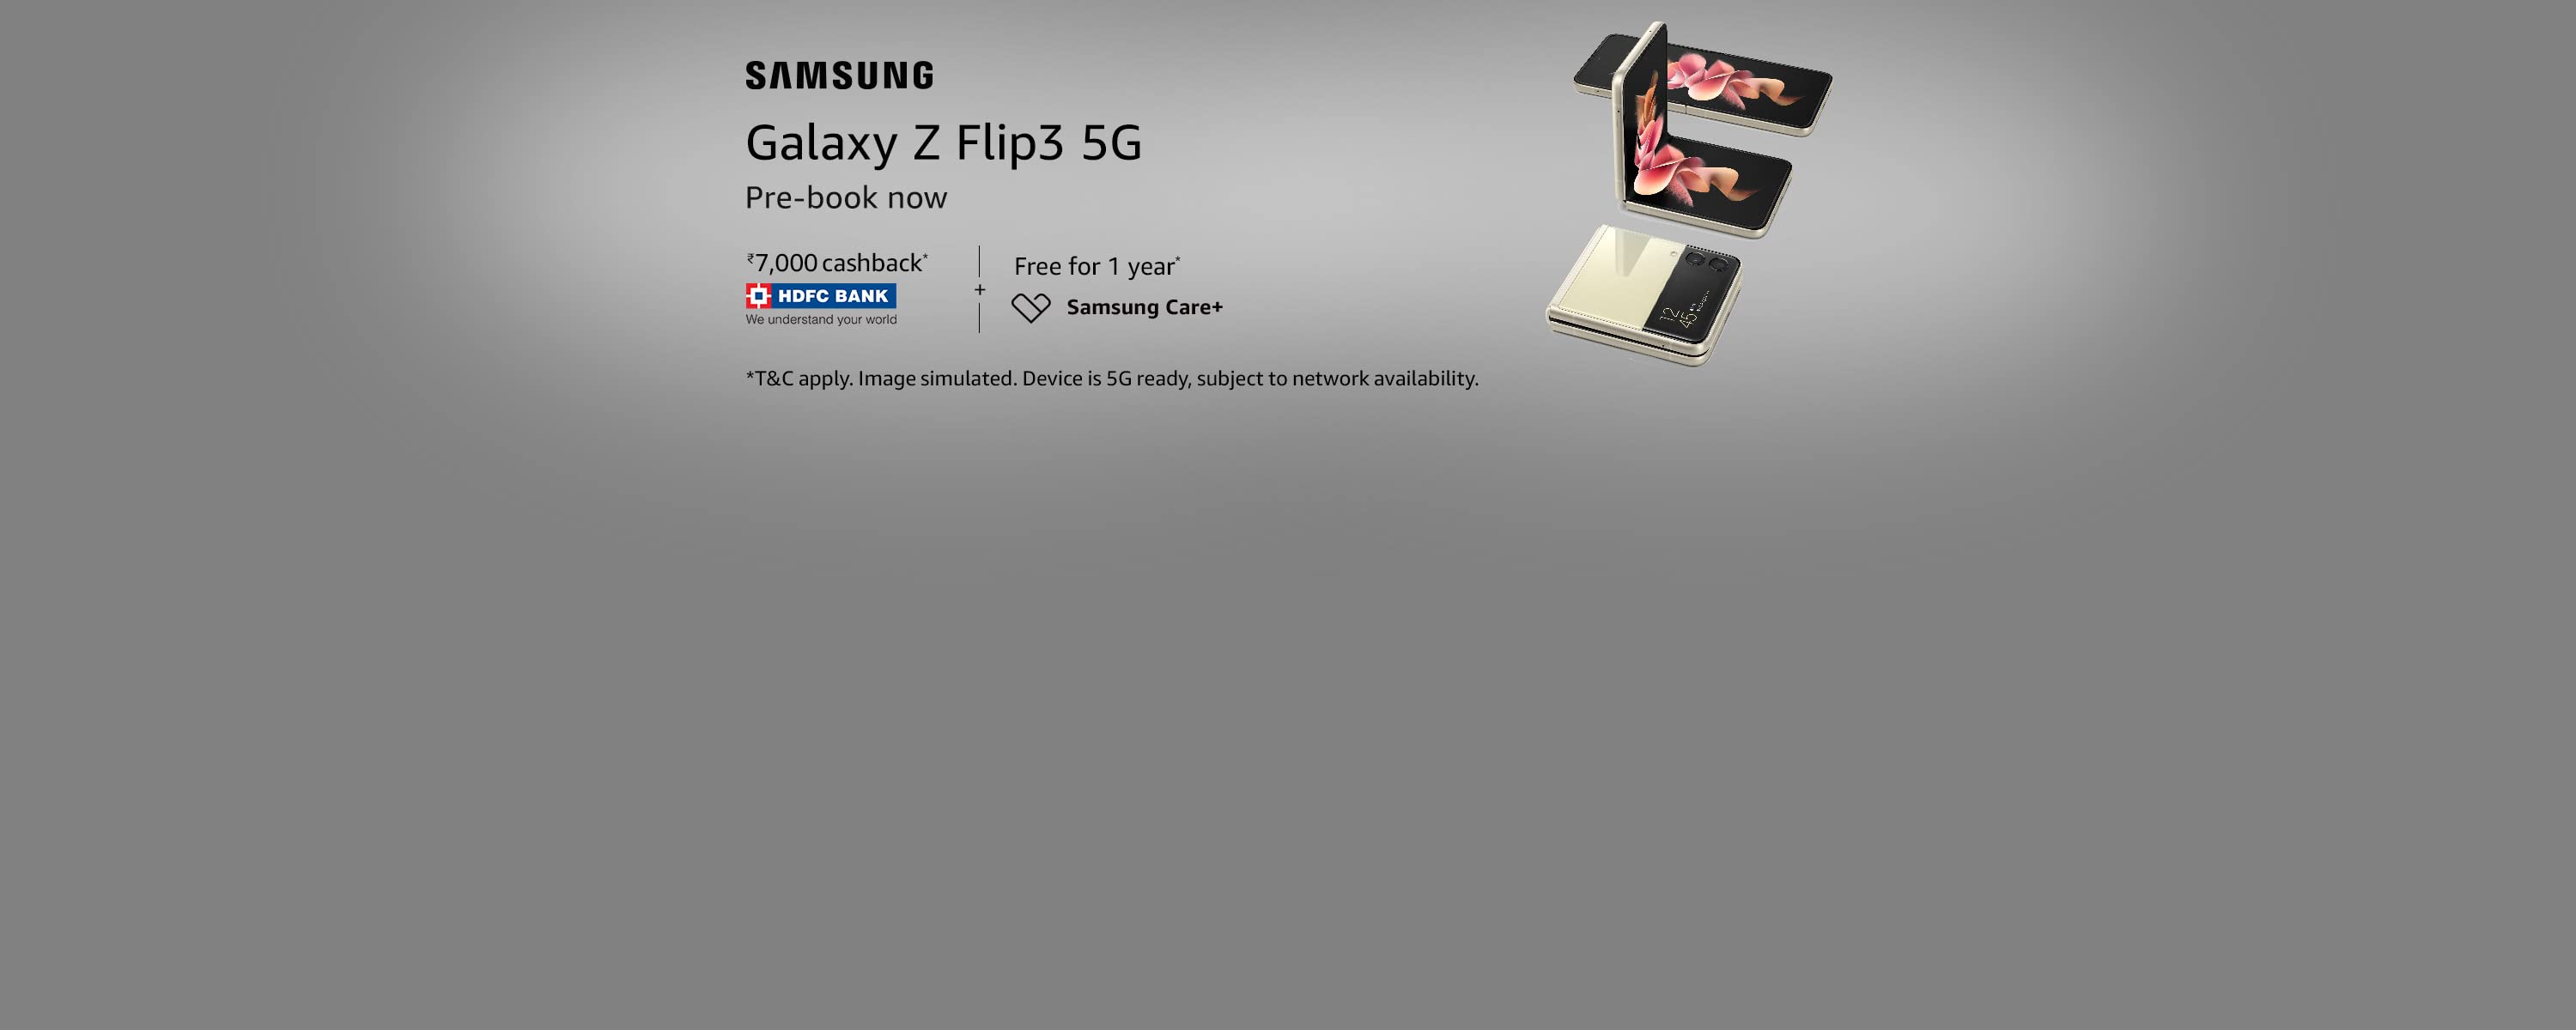 SAMSUNG
Galaxy Z Flip3 5G
Pre-book now
₹7,000 cashback*
HDFC BANK
We understand your world
+
Free for 1 year*
Samsung Care+
12
45
*T&C apply. Image simulated. Device is 5G ready, subject to network availability.